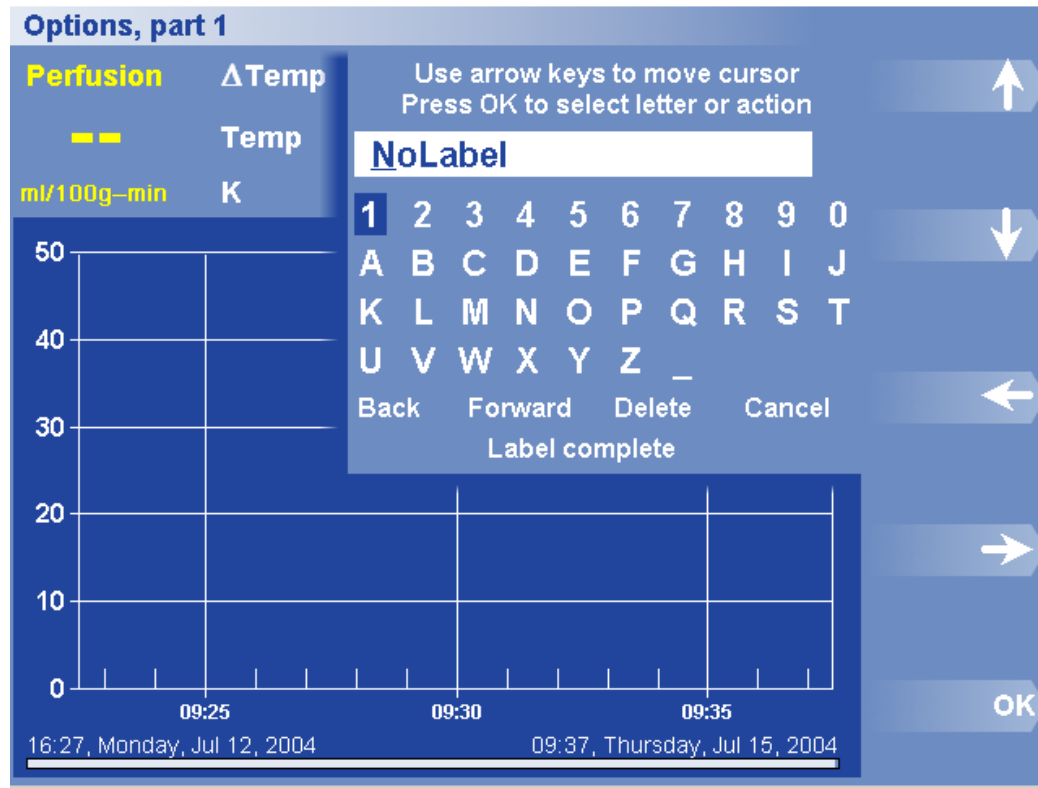 Options, part 1
Perfusion ΔTemp
-- Temp
ml/100g–min K
Use arrow keys to move cursor
Press OK to select letter or action
NoLabel
1 2 3 4 5 6 7 8 9 0
A B C D E F G H I J
K L M N O P Q R S T
U V W X Y Z _
Back Forward Delete Cancel
Label complete
50
40
30
20
10
0
09:25 09:30 09:35
16:27, Monday, Jul 12, 2004 09:37, Thursday, Jul 15, 2004
OK